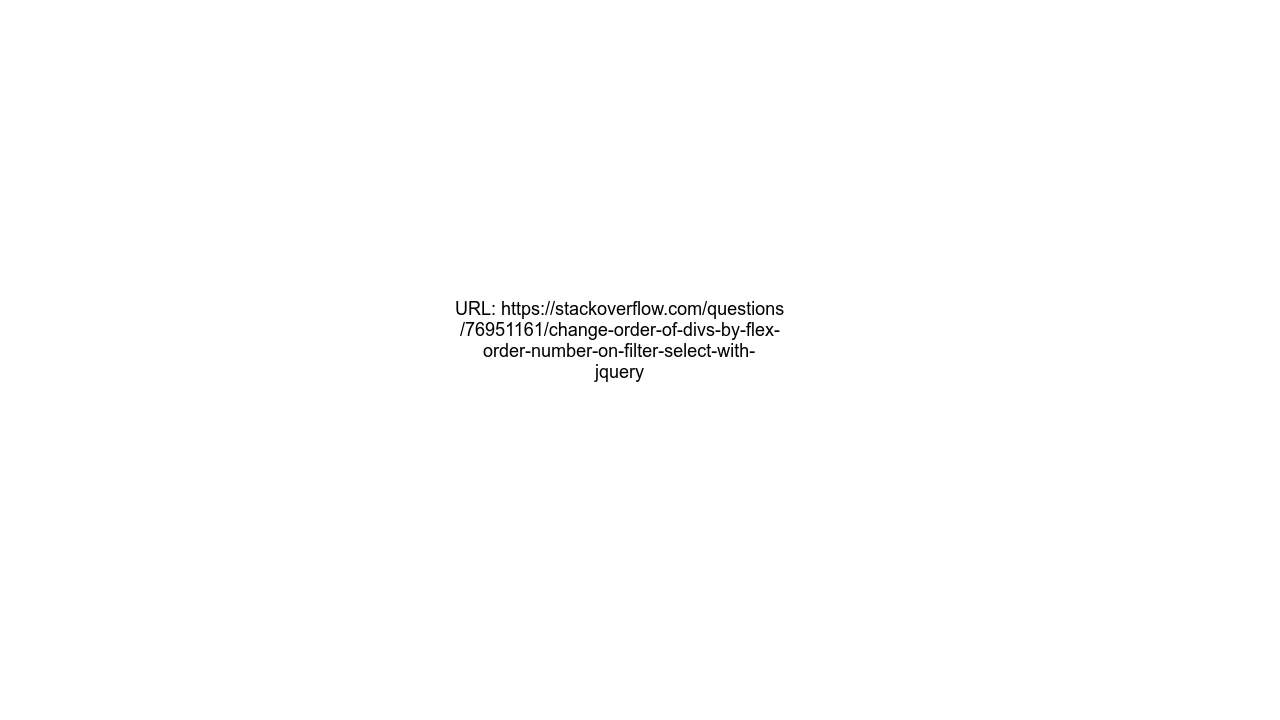 URL: https://stackoverflow.com/questions
/76951161/change-order-of-divs-by-flex-
order-number-on-filter-select-with-
jquery